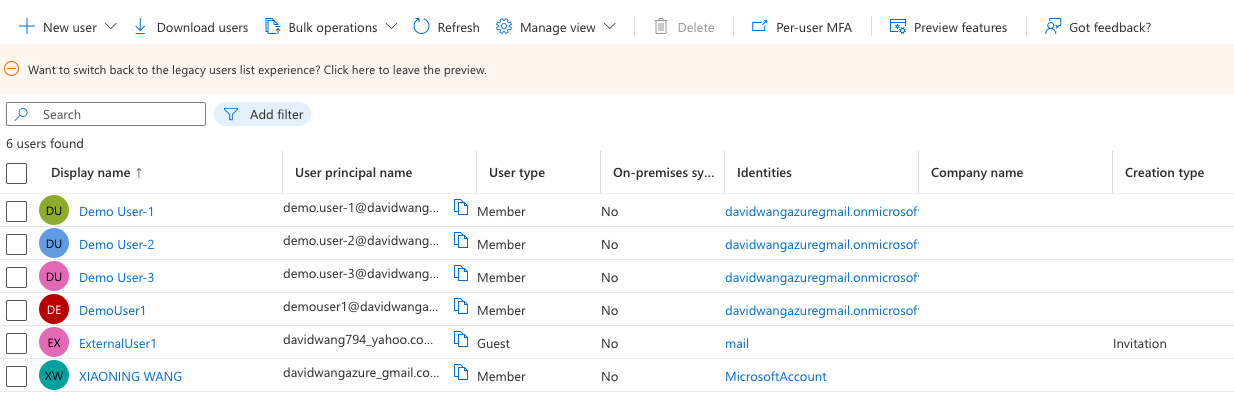 New user Download users Bulk operations Refresh Manage view Delete Per-user MFA Preview features Got feedback?
Want to switch back to the legacy users list experience? Click here to leave the preview.
Search Add filter
6 users found
Display name ↑ User principal name User type On-premises sy... Identities Company name Creation type
DU Demo User-1 demo.user-1@davidwang... Member No davidwangazuregmail.onmicrosof
DU Demo User-2 demo.user-2@davidwang... Member No davidwangazuregmail.onmicrosof
DU Demo User-3 demo.user-3@davidwang... Member No davidwangazuregmail.onmicrosof
DE DemoUser1 demouser1@davidwanga... Member No davidwangazuregmail.onmicrosof
EX ExternalUser1 davidwang794_yahoo.co... Guest No mail Invitation
XW XIAONING WANG davidwangazure_gmail.co... Member No MicrosoftAccount